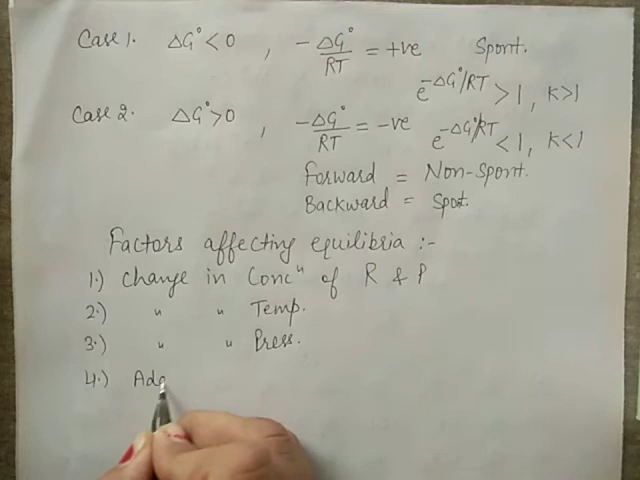 Case 1. ΔG° < 0 , -ΔG°/RT = +ve Spont.
e^-ΔG°/RT > 1, K>1
Case 2. ΔG° > 0 , -ΔG°/RT = -ve e^-ΔG°/RT < 1, K<1
Forward = Non-Spont.
Backward = Spot.
Factors affecting equilibria :-
1.) Change in Concⁿ of R & P
2.) " " Temp.
3.) " " Press.
4.) Add